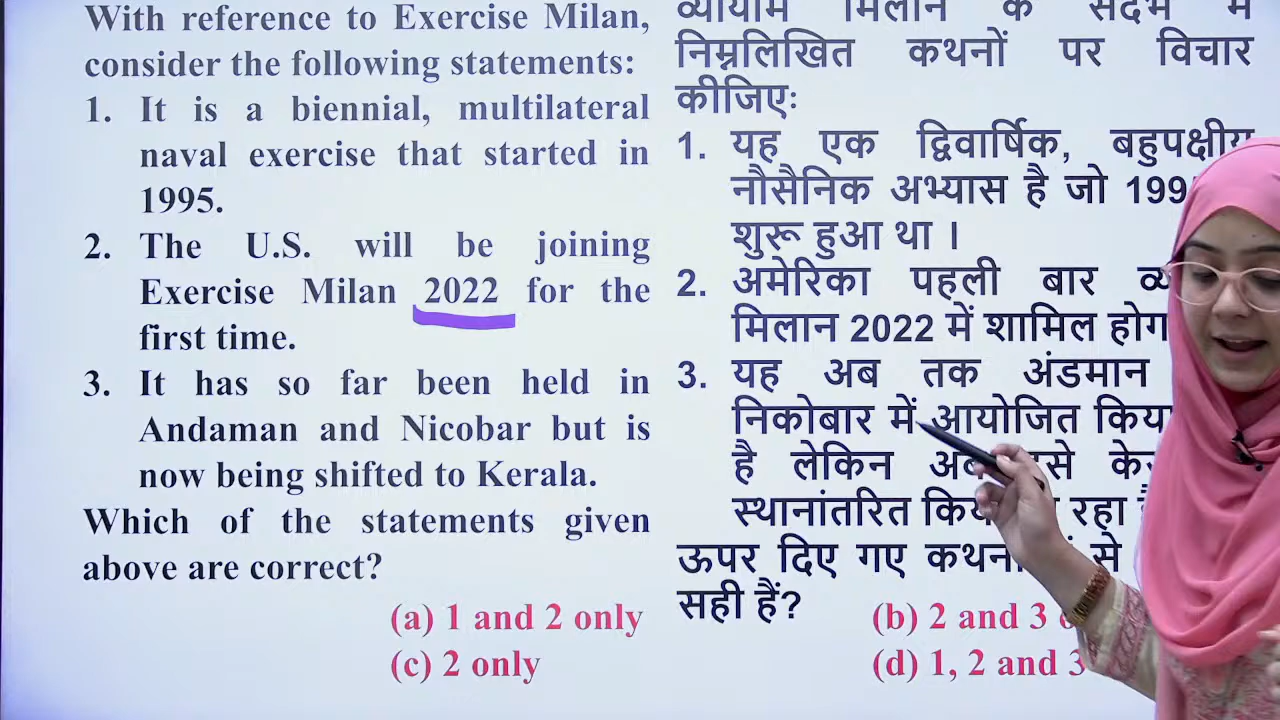 With reference to Exercise Milan,
consider the following statements:
1. It is a biennial, multilateral
naval exercise that started in
1995.
2. The U.S. will be joining
Exercise Milan 2022 for the
first time.
3. It has so far been held in
Andaman and Nicobar but is
now being shifted to Kerala.
Which of the statements given
above are correct?
(a) 1 and 2 only
(c) 2 only
व्यायाम मिलान के संदर्भ में
निम्नलिखित कथनों पर विचार
कीजिए:
1. यह एक द्विवार्षिक, बहुपक्षीय
नौसैनिक अभ्यास है जो
शुरू हुआ था ।
2. अमेरिका पहली बार
मिलान 2022 में शामिल
3. यह अब तक अंडमान
निकोबार में आयोजित
है लेकिन
स्थानांतरित रहा
ऊपर दिए गए से
सही हैं?
(b) 2 and 3
(d) 1, 2 and 3